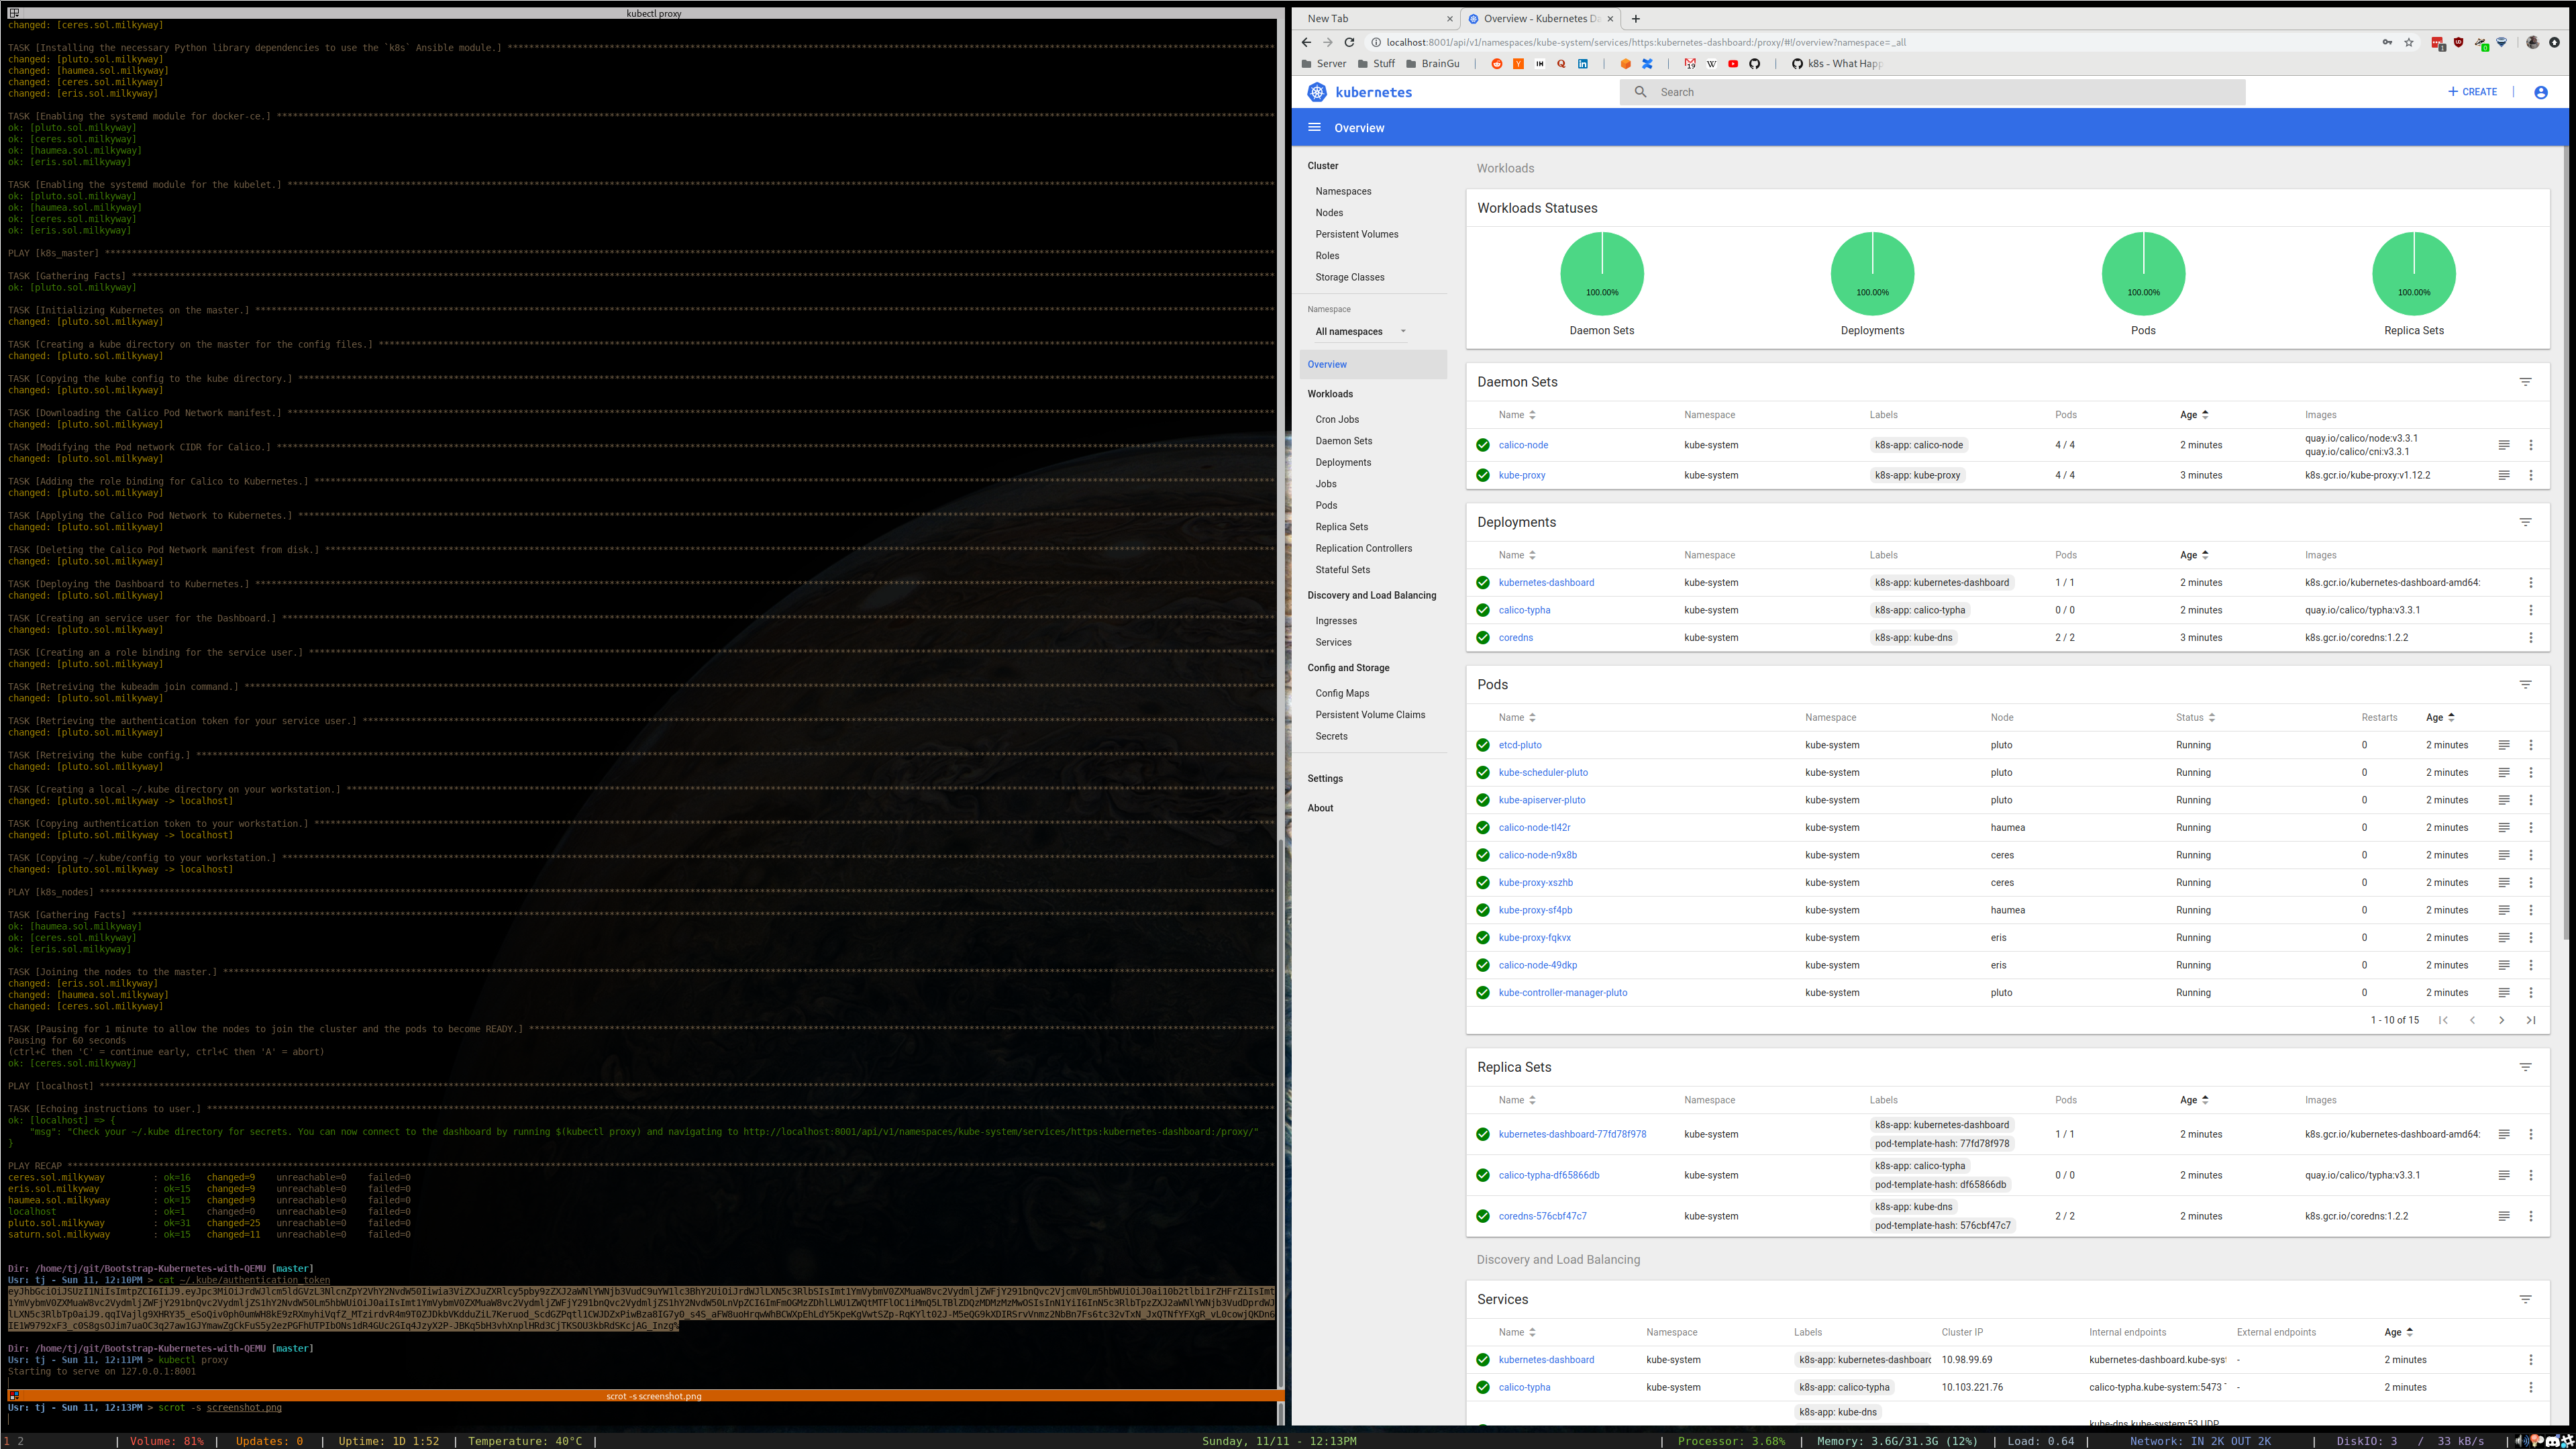 kubectl proxy
changed: [ceres.sol.milkyway]
TASK [Installing the necessary Python library dependencies to use the `k8s` Ansible module.]
changed: [pluto.sol.milkyway]
changed: [haumea.sol.milkyway]
changed: [ceres.sol.milkyway]
changed: [eris.sol.milkyway]
TASK [Enabling the systemd module for docker-ce.]
ok: [pluto.sol.milkyway]
ok: [ceres.sol.milkyway]
ok: [haumea.sol.milkyway]
ok: [eris.sol.milkyway]
TASK [Enabling the systemd module for the kubelet.]
ok: [pluto.sol.milkyway]
ok: [haumea.sol.milkyway]
ok: [ceres.sol.milkyway]
ok: [eris.sol.milkyway]
PLAY [k8s_master]
TASK [Gathering Facts]
ok: [pluto.sol.milkyway]
TASK [Initializing Kubernetes on the master.]
changed: [pluto.sol.milkyway]
TASK [Creating a kube directory on the master for the config files.]
changed: [pluto.sol.milkyway]
TASK [Copying the kube config to the kube directory.]
changed: [pluto.sol.milkyway]
TASK [Downloading the Calico Pod Network manifest.]
changed: [pluto.sol.milkyway]
TASK [Modifying the Pod network CIDR for Calico.]
changed: [pluto.sol.milkyway]
TASK [Adding the role binding for Calico to Kubernetes.]
changed: [pluto.sol.milkyway]
TASK [Applying the Calico Pod Network to Kubernetes.]
changed: [pluto.sol.milkyway]
TASK [Deleting the Calico Pod Network manifest from disk.]
changed: [pluto.sol.milkyway]
TASK [Deploying the Dashboard to Kubernetes.]
changed: [pluto.sol.milkyway]
TASK [Creating an service user for the Dashboard.]
changed: [pluto.sol.milkyway]
TASK [Creating an a role binding for the service user.]
changed: [pluto.sol.milkyway]
TASK [Retreiving the kubeadm join command.]
changed: [pluto.sol.milkyway]
TASK [Retrieving the authentication token for your service user.]
changed: [pluto.sol.milkyway]
TASK [Retreiving the kube config.]
changed: [pluto.sol.milkyway]
TASK [Creating a local ~/.kube directory on your workstation.]
changed: [pluto.sol.milkyway -> localhost]
TASK [Copying authentication token to your workstation.]
changed: [pluto.sol.milkyway -> localhost]
TASK [Copying ~/.kube/config to your workstation.]
changed: [pluto.sol.milkyway -> localhost]
PLAY [k8s_nodes]
TASK [Gathering Facts]
ok: [haumea.sol.milkyway]
ok: [ceres.sol.milkyway]
ok: [eris.sol.milkyway]
TASK [Joining the nodes to the master.]
changed: [eris.sol.milkyway]
changed: [haumea.sol.milkyway]
changed: [ceres.sol.milkyway]
TASK [Pausing for 1 minute to allow the nodes to join the cluster and the pods to become READY.]
Pausing for 60 seconds
(ctrl+C then 'C' = continue early, ctrl+C then 'A' = abort)
ok: [ceres.sol.milkyway]
PLAY [localhost]
TASK [Echoing instructions to user.]
ok: [localhost] => {
"msg": "Check your ~/.kube directory for secrets. You can now connect to the dashboard by running $(kubectl proxy) and navigating to http://localhost:8001/api/v1/namespaces/kube-system/services/https:kubernetes-dashboard:/proxy/"
}
PLAY RECAP
ceres.sol.milkyway : ok=16 changed=9 unreachable=0 failed=0
eris.sol.milkyway : ok=15 changed=9 unreachable=0 failed=0
haumea.sol.milkyway : ok=15 changed=9 unreachable=0 failed=0
localhost : ok=1 changed=0 unreachable=0 failed=0
pluto.sol.milkyway : ok=31 changed=25 unreachable=0 failed=0
saturn.sol.milkyway : ok=15 changed=11 unreachable=0 failed=0
Dir: /home/tj/git/Bootstrap-Kubernetes-with-QEMU [master]
Usr: tj - Sun 11, 12:10PM > cat ~/.kube/authentication_token
Dir: /home/tj/git/Bootstrap-Kubernetes-with-QEMU [master]
Usr: tj - Sun 11, 12:11PM > kubectl proxy
Starting to serve on 127.0.0.1:8001
scrot -s screenshot.png
Usr: tj - Sun 11, 12:13PM > scrot -s screenshot.png
New Tab
Overview - Kubernetes Da
localhost:8001/api/v1/namespaces/kube-system/services/https:kubernetes-dashboard:/proxy/#!/overview?namespace=_all
Server Stuff BrainGu k8s - What Happ
kubernetes
Search
+ CREATE
Overview
Cluster
Namespaces
Nodes
Persistent Volumes
Roles
Storage Classes
Namespace
All namespaces
Overview
Workloads
Cron Jobs
Daemon Sets
Deployments
Jobs
Pods
Replica Sets
Replication Controllers
Stateful Sets
Discovery and Load Balancing
Ingresses
Services
Config and Storage
Config Maps
Persistent Volume Claims
Secrets
Settings
About
Workloads
Workloads Statuses
100.00% 100.00% 100.00% 100.00%
Daemon Sets Deployments Pods Replica Sets
Daemon Sets
Name Namespace Labels Pods Age Images
calico-node kube-system k8s-app: calico-node 4 / 4 2 minutes quay.io/calico/node:v3.3.1
quay.io/calico/cni:v3.3.1
kube-proxy kube-system k8s-app: kube-proxy 4 / 4 3 minutes k8s.gcr.io/kube-proxy:v1.12.2
Deployments
Name Namespace Labels Pods Age Images
kubernetes-dashboard kube-system k8s-app: kubernetes-dashboard 1 / 1 2 minutes k8s.gcr.io/kubernetes-dashboard-amd64:
calico-typha kube-system k8s-app: calico-typha 0 / 0 2 minutes quay.io/calico/typha:v3.3.1
coredns kube-system k8s-app: kube-dns 2 / 2 3 minutes k8s.gcr.io/coredns:1.2.2
Pods
Name Namespace Node Status Restarts Age
etcd-pluto kube-system pluto Running 0 2 minutes
kube-scheduler-pluto kube-system pluto Running 0 2 minutes
kube-apiserver-pluto kube-system pluto Running 0 2 minutes
calico-node-tl42r kube-system haumea Running 0 2 minutes
calico-node-n9x8b kube-system ceres Running 0 2 minutes
kube-proxy-xszhb kube-system ceres Running 0 2 minutes
kube-proxy-sf4pb kube-system haumea Running 0 2 minutes
kube-proxy-fqkvx kube-system eris Running 0 2 minutes
calico-node-49dkp kube-system eris Running 0 2 minutes
kube-controller-manager-pluto kube-system pluto Running 0 2 minutes
1 - 10 of 15
Replica Sets
Name Namespace Labels Pods Age Images
k8s-app: kubernetes-dashboard
kubernetes-dashboard-77fd78f978 kube-system pod-template-hash: 77fd78f978 1 / 1 2 minutes k8s.gcr.io/kubernetes-dashboard-amd64:
k8s-app: calico-typha
calico-typha-df65866db kube-system pod-template-hash: df65866db 0 / 0 2 minutes quay.io/calico/typha:v3.3.1
k8s-app: kube-dns
coredns-576cbf47c7 kube-system pod-template-hash: 576cbf47c7 2 / 2 2 minutes k8s.gcr.io/coredns:1.2.2
Discovery and Load Balancing
Services
Name Namespace Labels Cluster IP Internal endpoints External endpoints Age
kubernetes-dashboard kube-system k8s-app: kubernetes-dashboard 10.98.99.69 kubernetes-dashboard.kube-sys - 2 minutes
calico-typha kube-system k8s-app: calico-typha 10.103.221.76 calico-typha.kube-system:5473 - 2 minutes
k8s-app: kube-dns
kube-dns.kube-system:53 UDP
1 2 | Volume: 81% | Updates: 0 | Uptime: 1D 1:52 | Temperature: 40°C | Sunday, 11/11 - 12:13PM | Processor: 3.68% | Memory: 3.6G/31.3G (12%) | Load: 0.64 | Network: IN 2K OUT 2K | DiskIO: 3 / 33 kB/s |